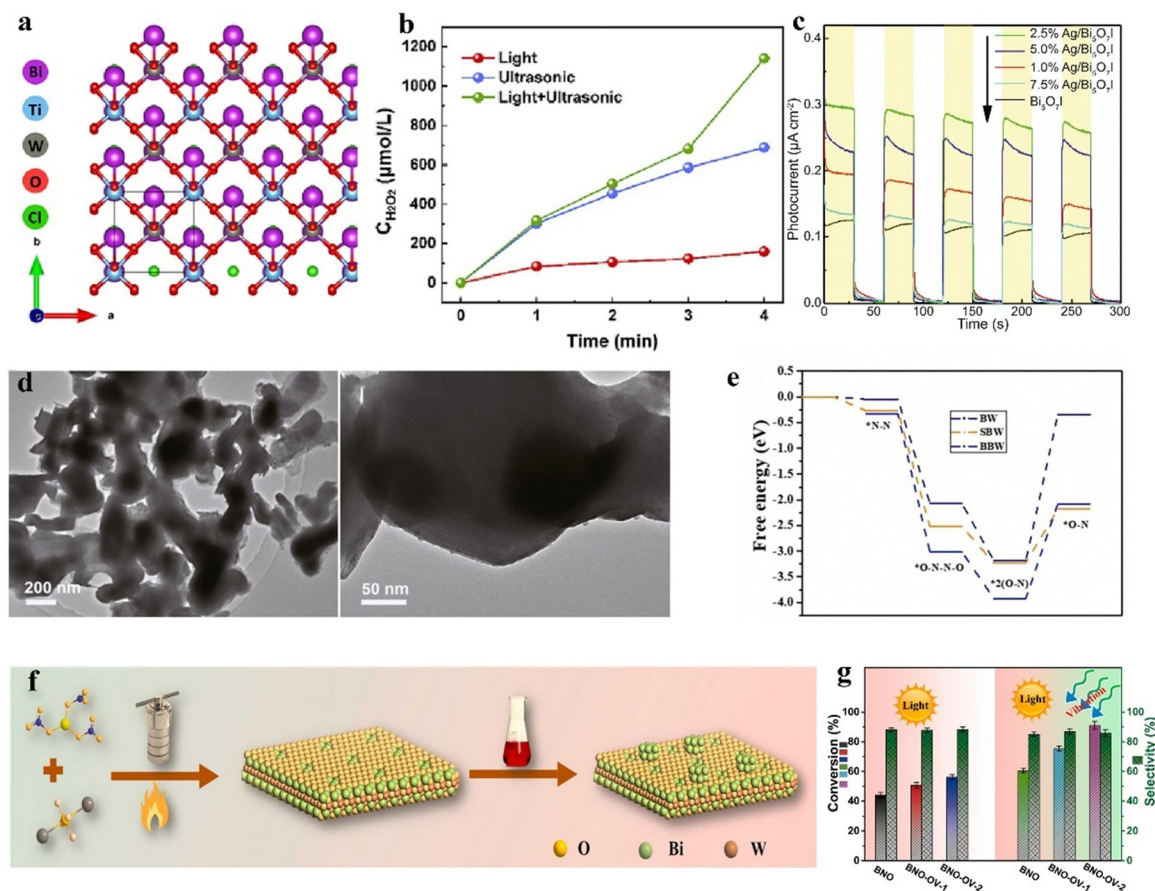 a
Bi
Ti
W
O
Cl
b
a
b
C_H₂O₂ (μmol/L)
1200
1000
800
600
400
200
0
Light
Ultrasonic
Light+Ultrasonic
0 1 2 3 4
Time (min)
c
Photocurrent (μA cm⁻²)
0.4
0.3
0.2
0.1
0.0
2.5% Ag/Bi₅O₇I
5.0% Ag/Bi₅O₇I
1.0% Ag/Bi₅O₇I
7.5% Ag/Bi₅O₇I
Bi₅O₇I
0 50 100 150 200 250 300
Time (s)
d
200 nm
50 nm
e
Free energy (eV)
0.5
0.0
-0.5
-1.0
-1.5
-2.0
-2.5
-3.0
-3.5
-4.0
BW
SBW
BBW
*N-N
*O-N-N-O
*2(O-N)
*O-N
f
O Bi W
g
Light
Light
Vibration
Conversion (%)
100
80
60
40
20
0
Selectivity (%)
100
80
60
40
20
0
BNO BNO-OV-1 BNO-OV-2 BNO BNO-OV-1 BNO-OV-2